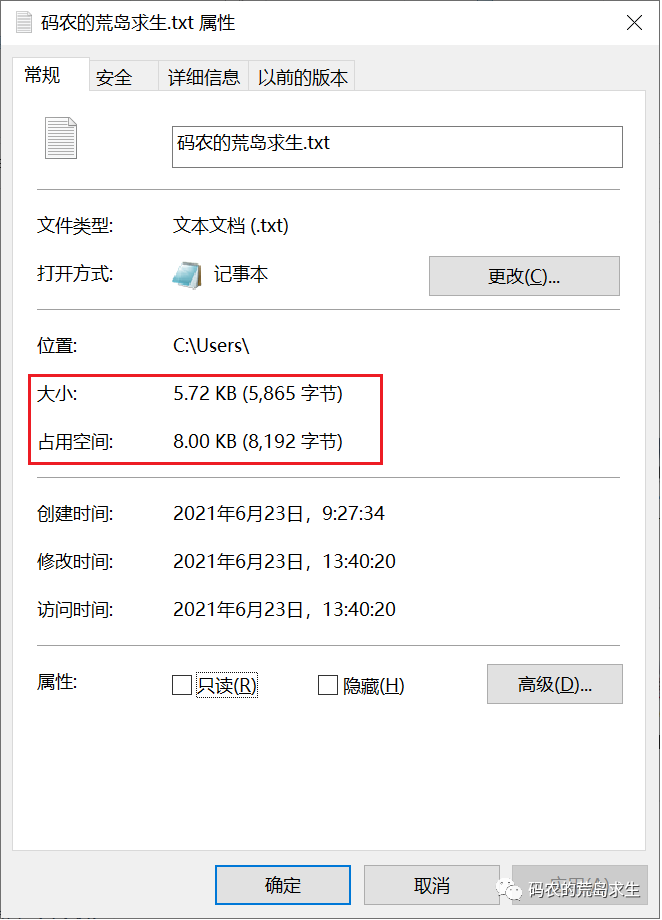 码农的荒岛求生.txt 属性
常规 安全 详细信息 以前的版本
码农的荒岛求生.txt
文件类型: 文本文档 (.txt)
打开方式: 记事本 更改(C)...
位置: C:\Users\
大小: 5.72 KB (5,865 字节)
占用空间: 8.00 KB (8,192 字节)
创建时间: 2021年6月23日，9:27:34
修改时间: 2021年6月23日，13:40:20
访问时间: 2021年6月23日，13:40:20
属性: 只读(R) 隐藏(H) 高级(D)...
确定 取消
码农的荒岛求生